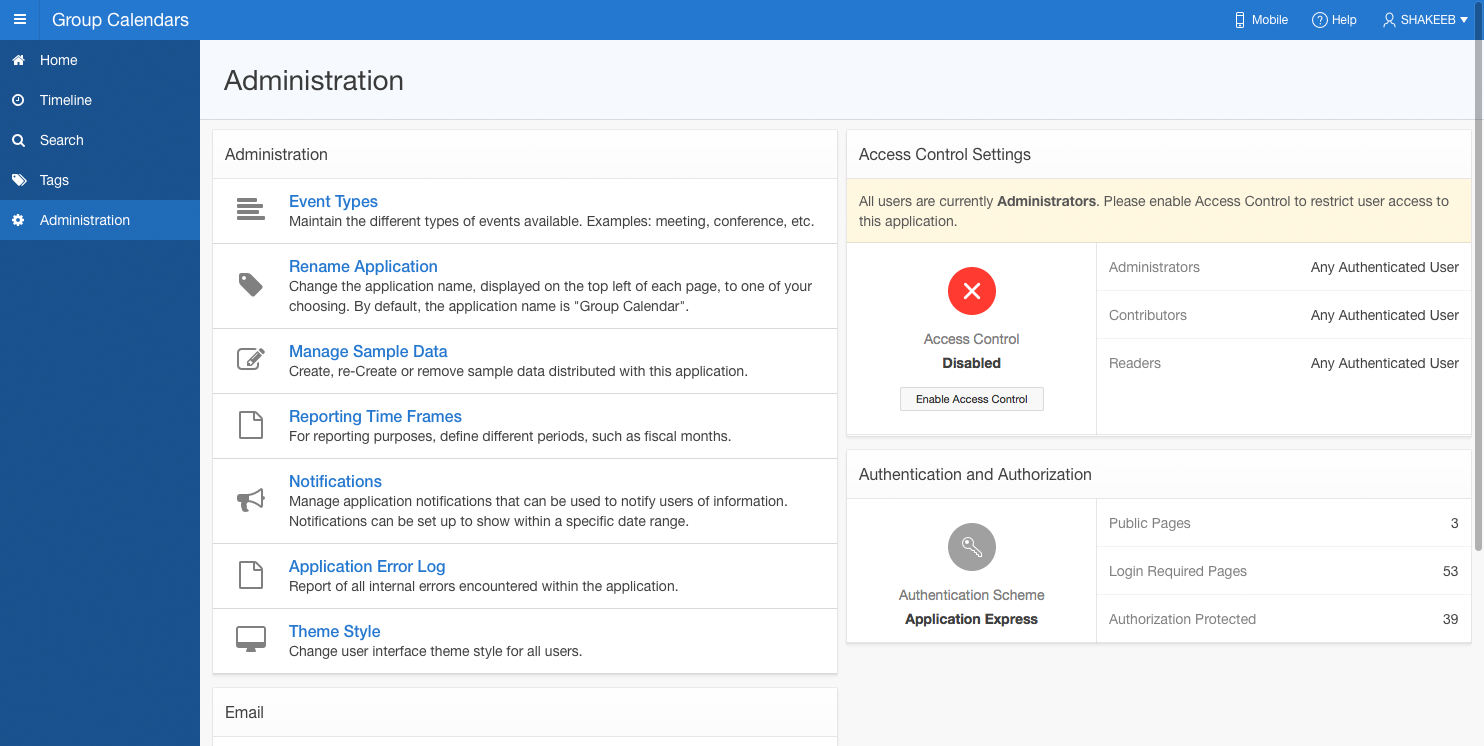 Group Calendars
Mobile
Help
SHAKEEB
Home
Timeline
Search
Tags
Administration
Administration
Administration
Event Types
Maintain the different types of events available. Examples: meeting, conference, etc.
Rename Application
Change the application name, displayed on the top left of each page, to one of your
choosing. By default, the application name is "Group Calendar".
Manage Sample Data
Create, re-Create or remove sample data distributed with this application.
Reporting Time Frames
For reporting purposes, define different periods, such as fiscal months.
Notifications
Manage application notifications that can be used to notify users of information.
Notifications can be set up to show within a specific date range.
Application Error Log
Report of all internal errors encountered within the application.
Theme Style
Change user interface theme style for all users.
Email
Access Control Settings
All users are currently Administrators. Please enable Access Control to restrict user access to
this application.
Access Control
Disabled
Enable Access Control
Administrators Any Authenticated User
Contributors Any Authenticated User
Readers Any Authenticated User
Authentication and Authorization
Authentication Scheme
Application Express
Public Pages 3
Login Required Pages 53
Authorization Protected 39